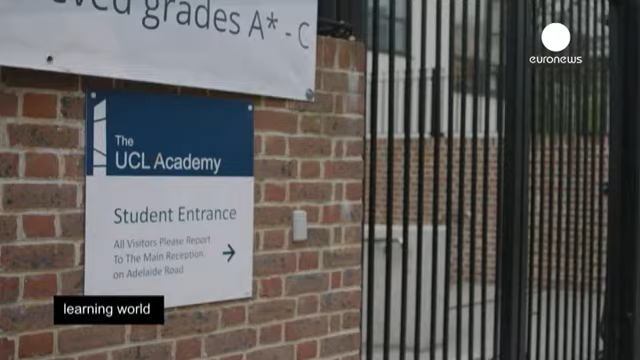 grades A* - C
euronews
The
UCL Academy
Student Entrance
All Visitors Please Report
To The Main Reception,
on Adelaide Road
learning world